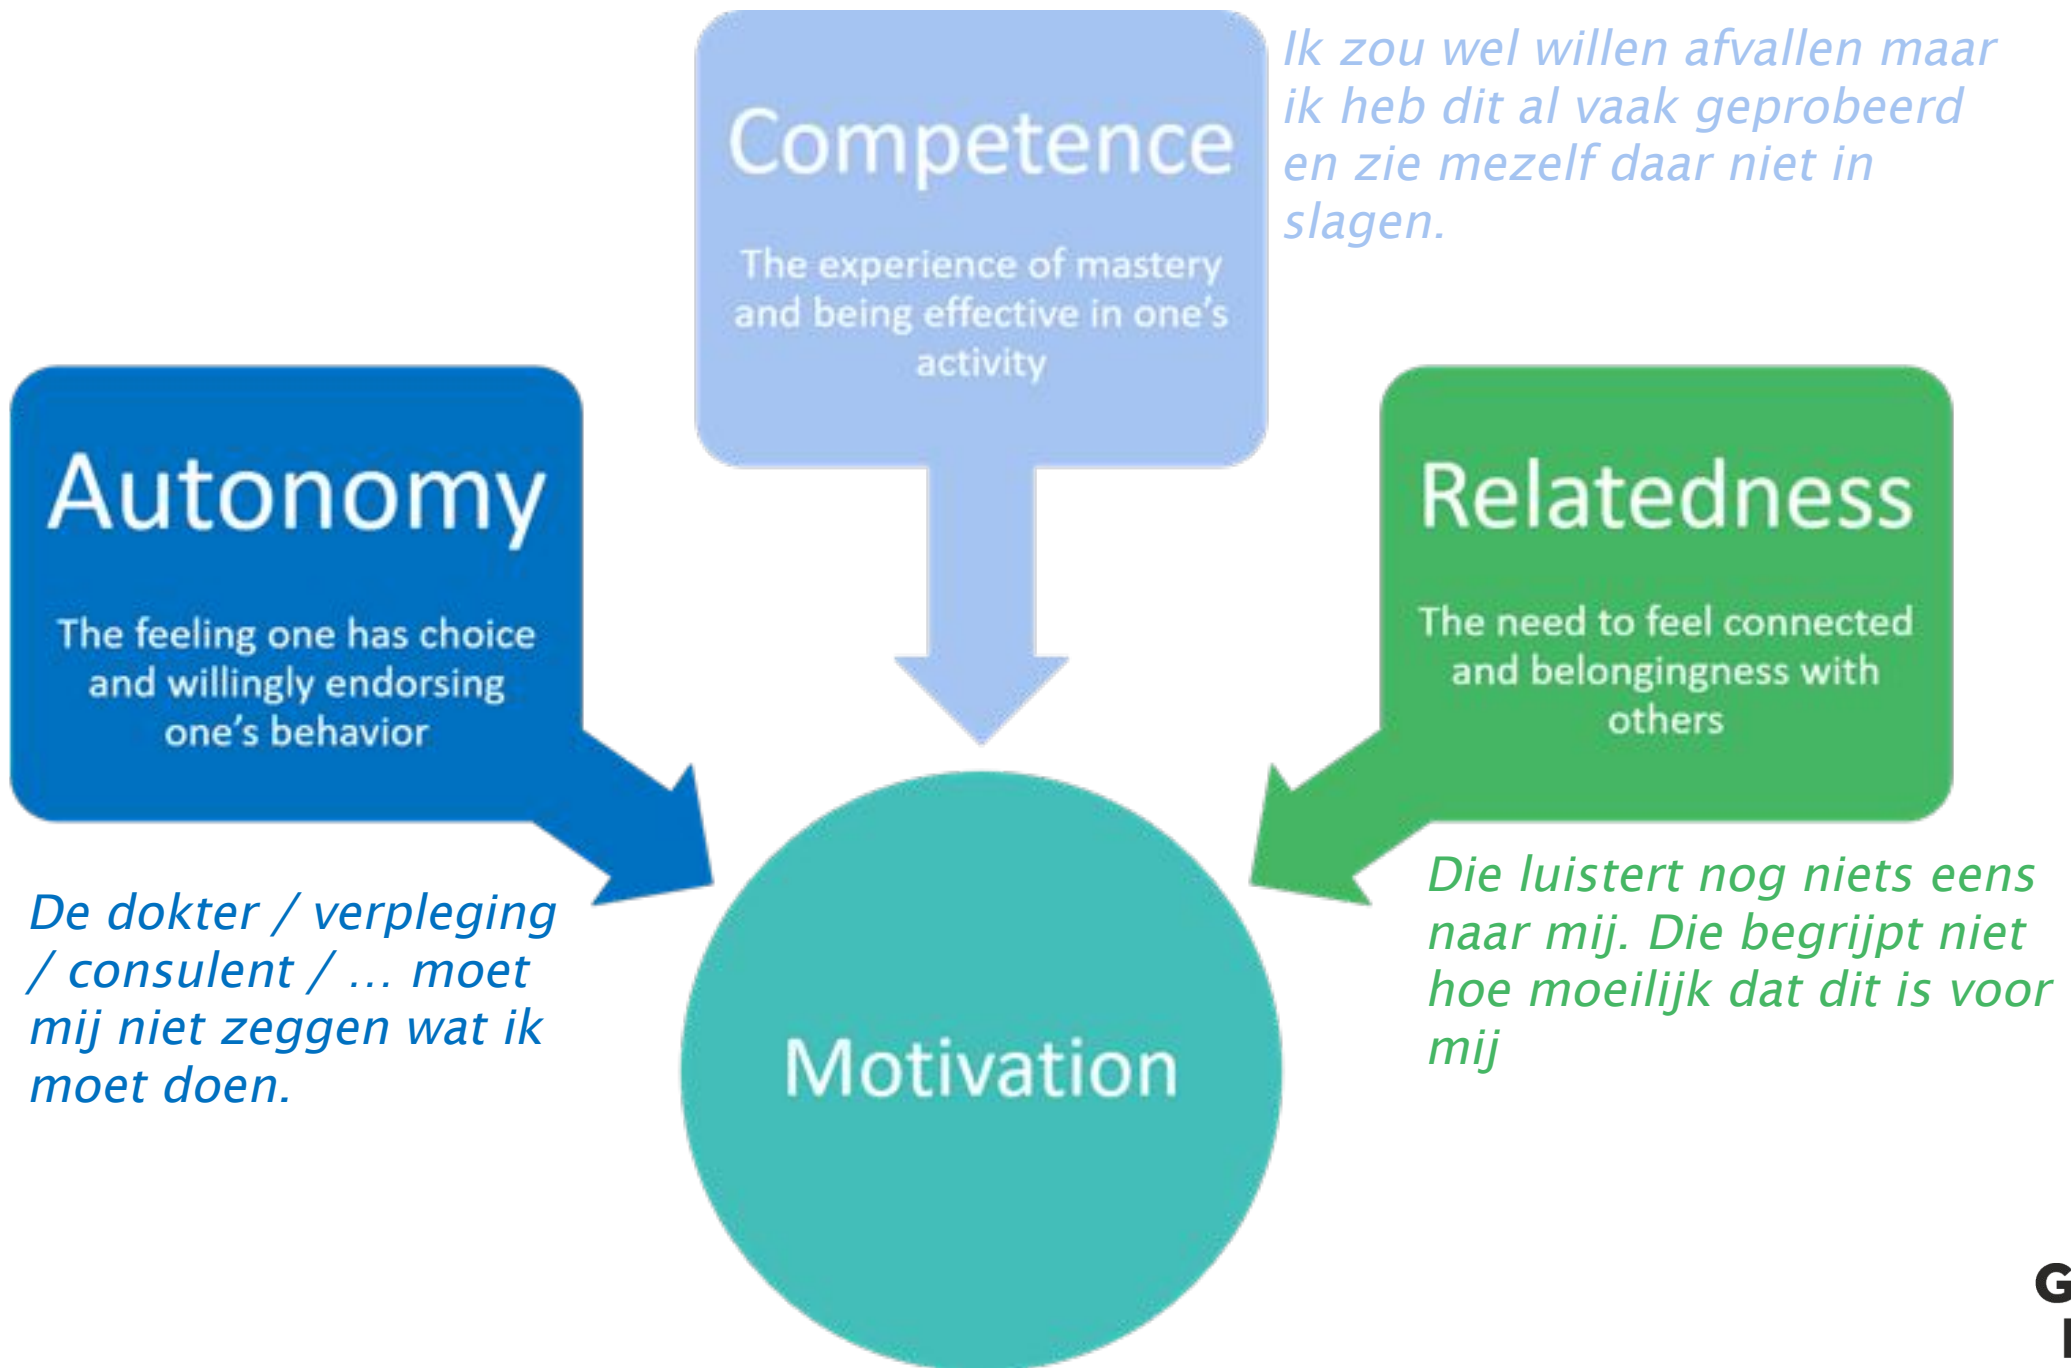 Competence
The experience of mastery
and being effective in one's
activity
Ik zou wel willen afvallen maar
ik heb dit al vaak geprobeerd
en zie mezelf daar niet in
slagen.
Autonomy
The feeling one has choice
and willingly endorsing
one's behavior
De dokter / verpleging
/ consulent / … moet
mij niet zeggen wat ik
moet doen.
Relatedness
The need to feel connected
and belongingness with
others
Die luistert nog niets eens
naar mij. Die begrijpt niet
hoe moeilijk dat dit is voor
mij
Motivation
G